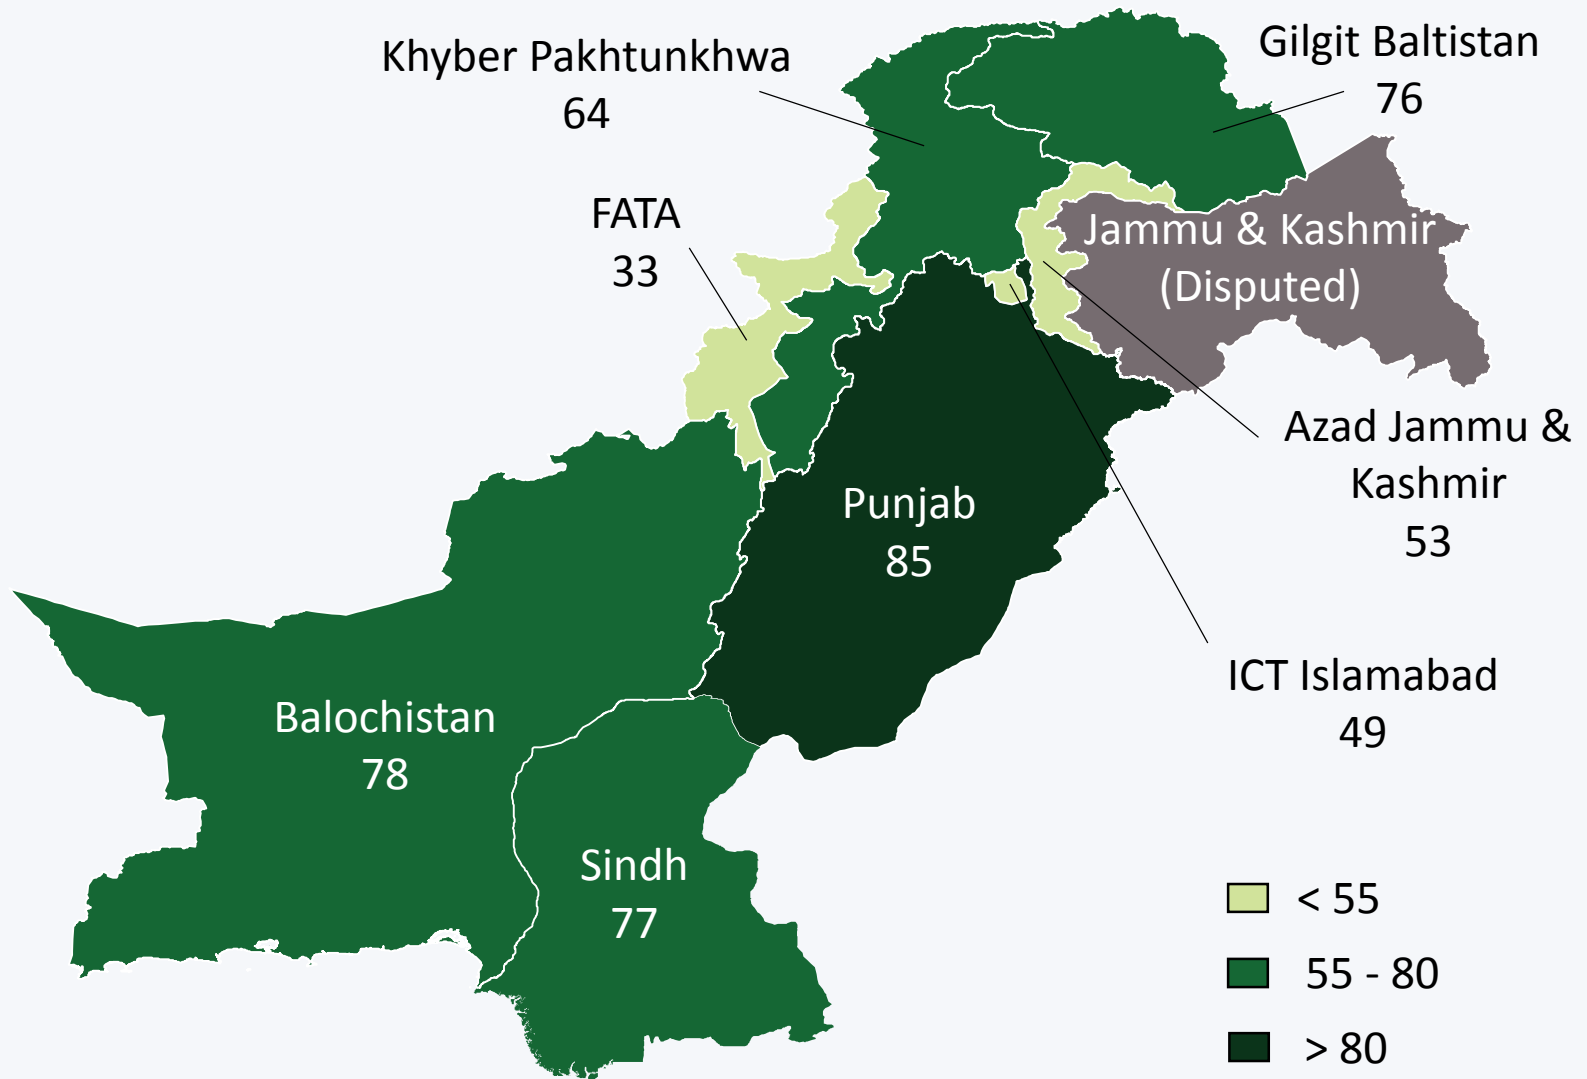 Khyber Pakhtunkhwa
64
Gilgit Baltistan
76
FATA
33
Jammu & Kashmir
(Disputed)
Azad Jammu &
Kashmir
53
Punjab
85
ICT Islamabad
49
Balochistan
78
Sindh
77
< 55
55 - 80
> 80